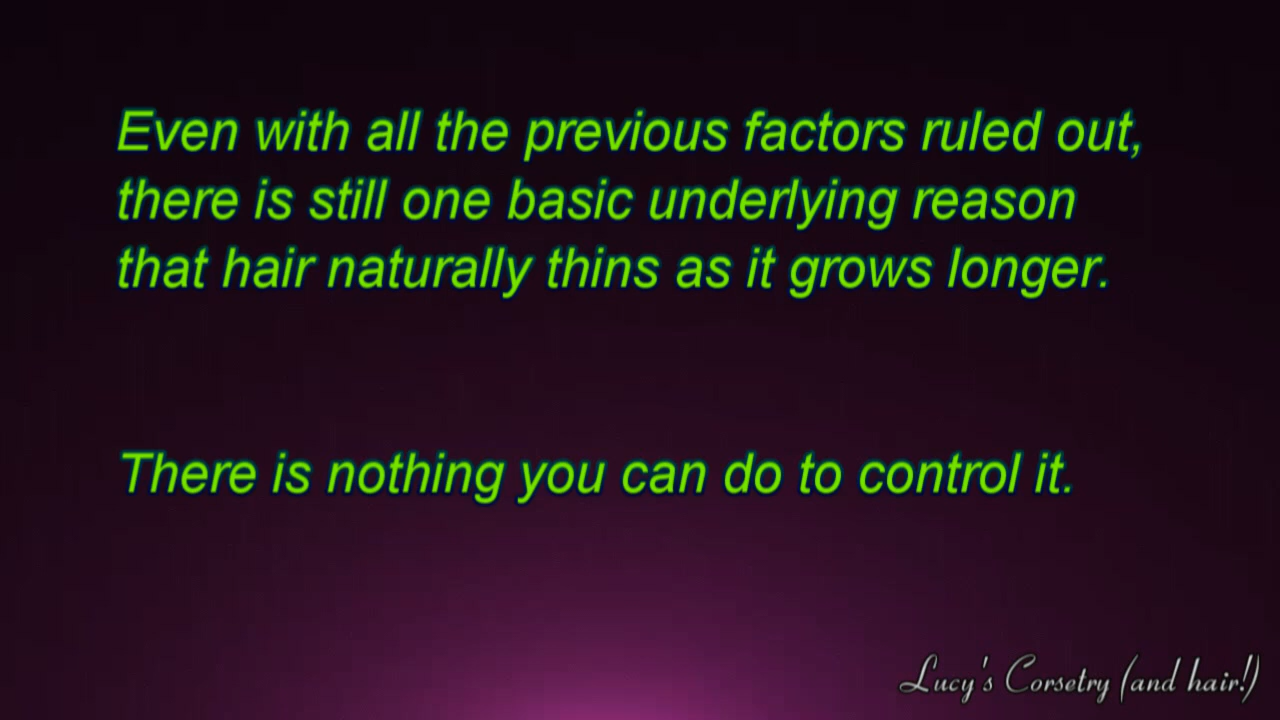 Even with all the previous factors ruled out,
there is still one basic underlying reason
that hair naturally thins as it grows longer.
There is nothing you can do to control it.
Lucy's Corsetry (and hair!)